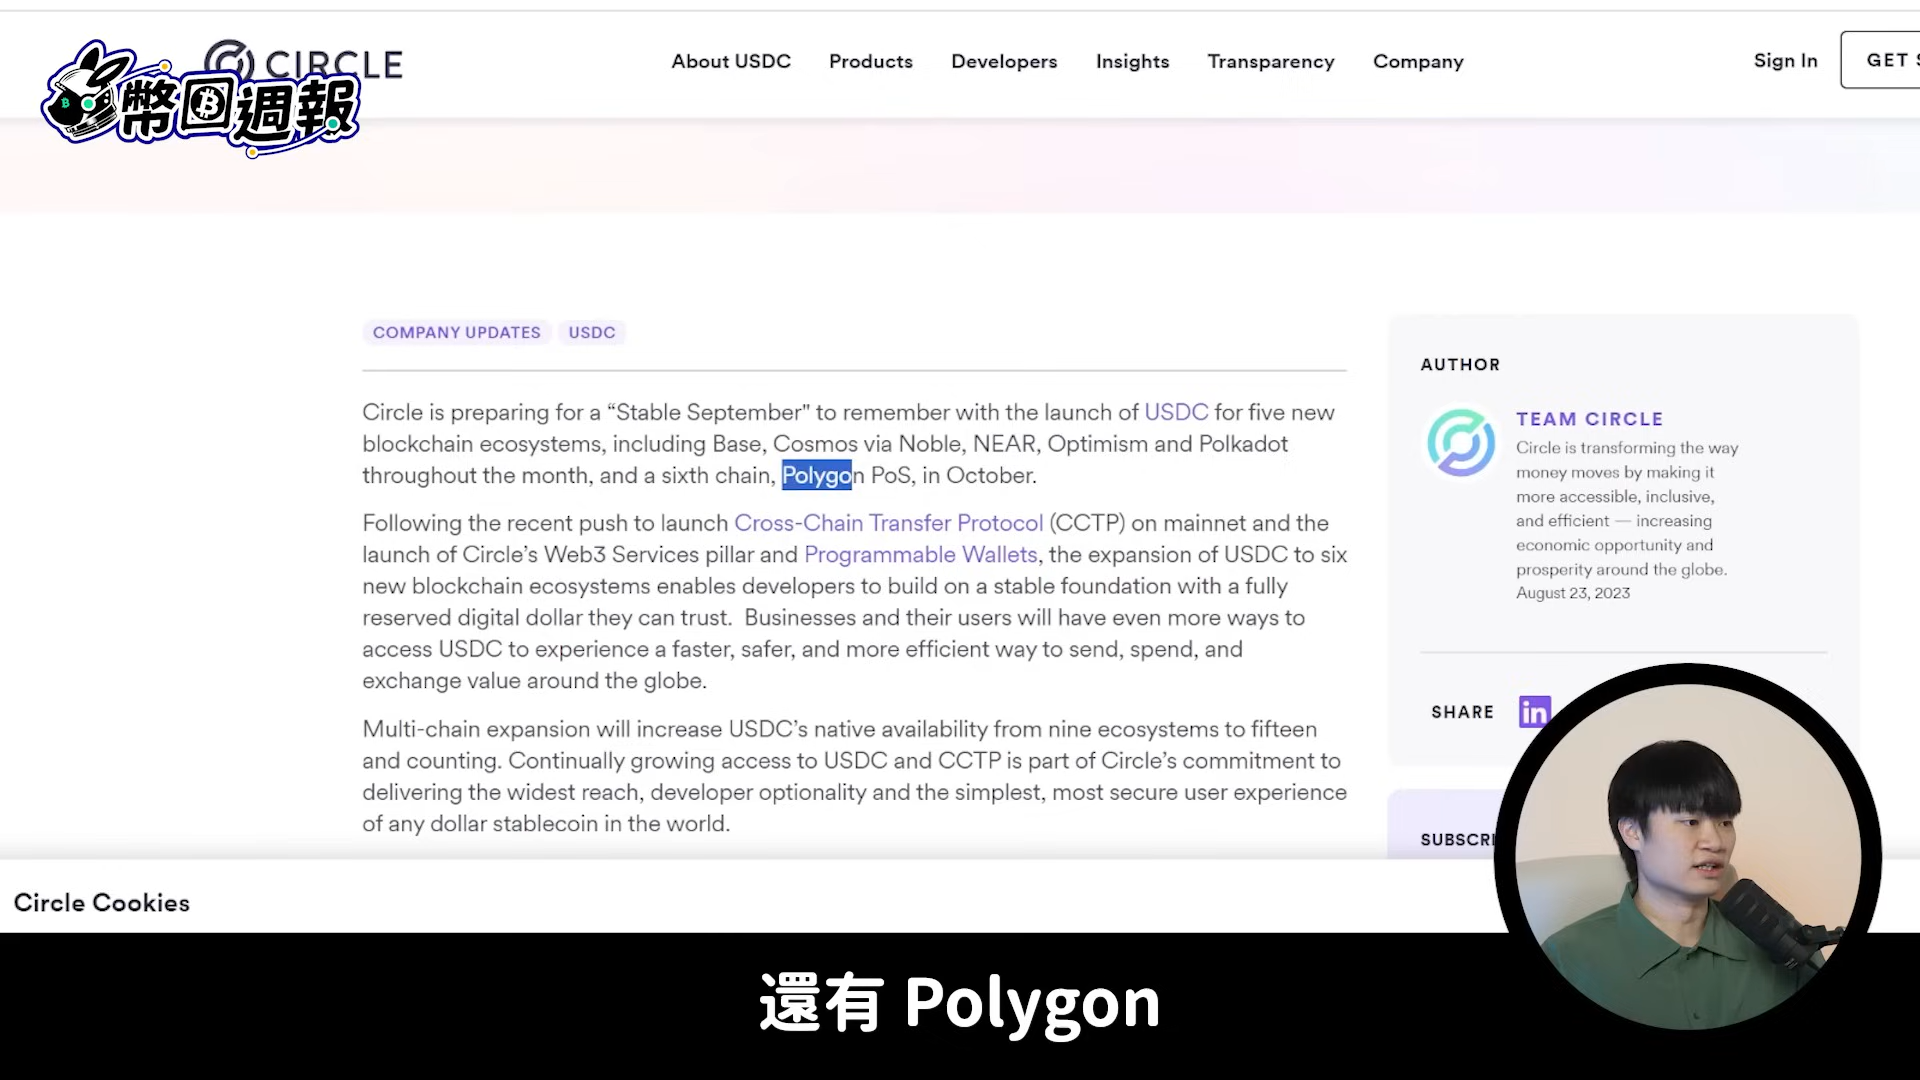 CIRCLE
幣圈週報
About USDC
Products
Developers
Insights
Transparency
Company
Sign In
GET S
COMPANY UPDATES
USDC
Circle is preparing for a “Stable September" to remember with the launch of USDC for five new
blockchain ecosystems, including Base, Cosmos via Noble, NEAR, Optimism and Polkadot
throughout the month, and a sixth chain, Polygon PoS, in October.
Following the recent push to launch Cross-Chain Transfer Protocol (CCTP) on mainnet and the
launch of Circle’s Web3 Services pillar and Programmable Wallets, the expansion of USDC to six
new blockchain ecosystems enables developers to build on a stable foundation with a fully
reserved digital dollar they can trust. Businesses and their users will have even more ways to
access USDC to experience a faster, safer, and more efficient way to send, spend, and
exchange value around the globe.
Multi-chain expansion will increase USDC’s native availability from nine ecosystems to fifteen
and counting. Continually growing access to USDC and CCTP is part of Circle’s commitment to
delivering the widest reach, developer optionality and the simplest, most secure user experience
of any dollar stablecoin in the world.
AUTHOR
TEAM CIRCLE
Circle is transforming the way
money moves by making it
more accessible, inclusive,
and efficient — increasing
economic opportunity and
prosperity around the globe.
August 23, 2023
SHARE
in
SUBSCRI
Circle Cookies
還有 Polygon